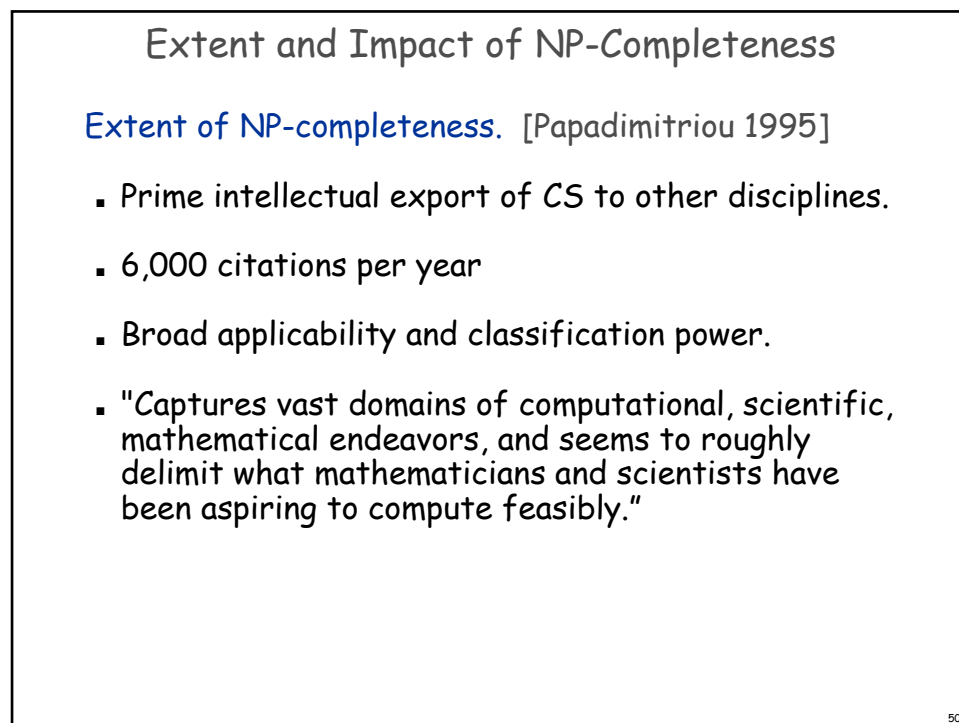 Extent and Impact of NP-Completeness
Extent of NP-completeness. [Papadimitriou 1995]
▪ Prime intellectual export of CS to other disciplines.
▪ 6,000 citations per year
▪ Broad applicability and classification power.
▪ "Captures vast domains of computational, scientific,
mathematical endeavors, and seems to roughly
delimit what mathematicians and scientists have
been aspiring to compute feasibly.”
50